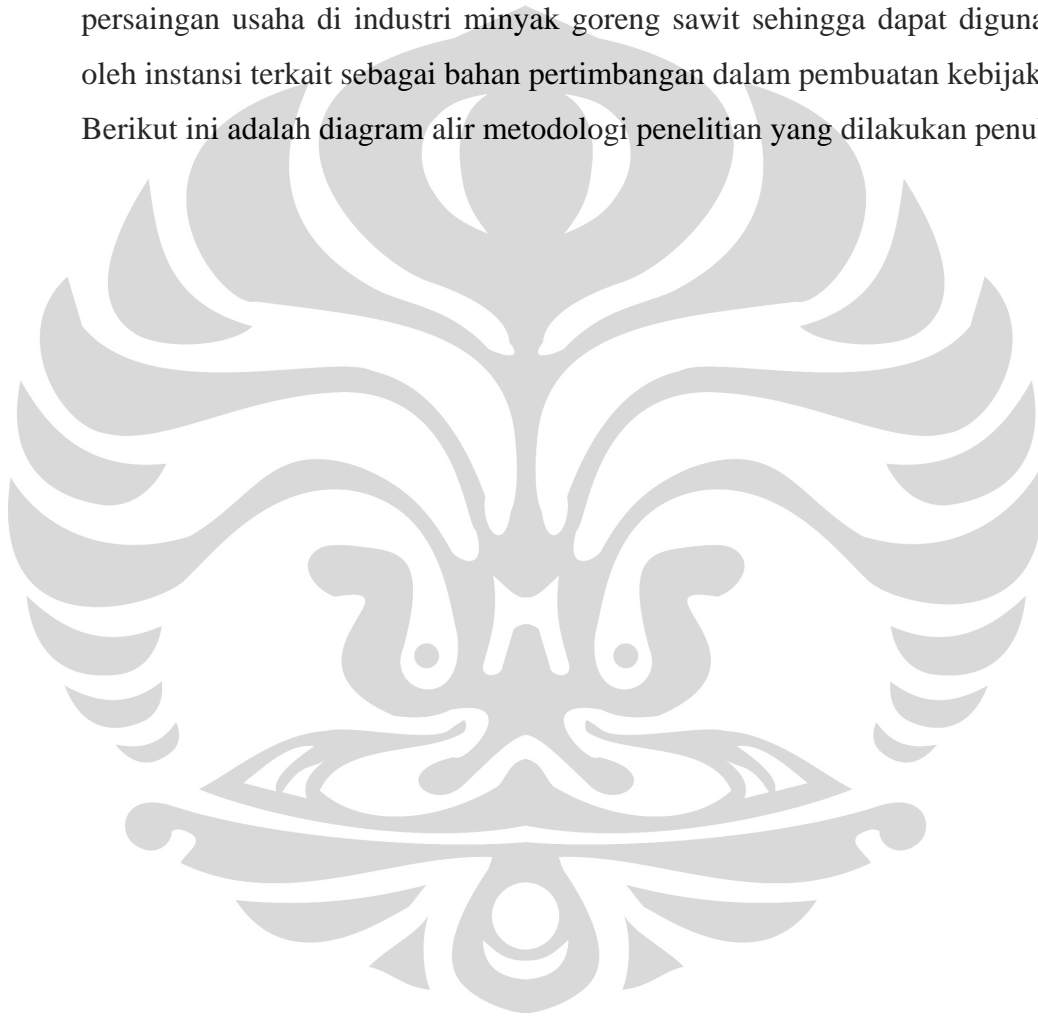 persaingan usaha di industri minyak goreng sawit sehingga dapat diguna
oleh instansi terkait sebagai bahan pertimbangan dalam pembuatan kebijak
Berikut ini adalah diagram alir metodologi penelitian yang dilakukan penu